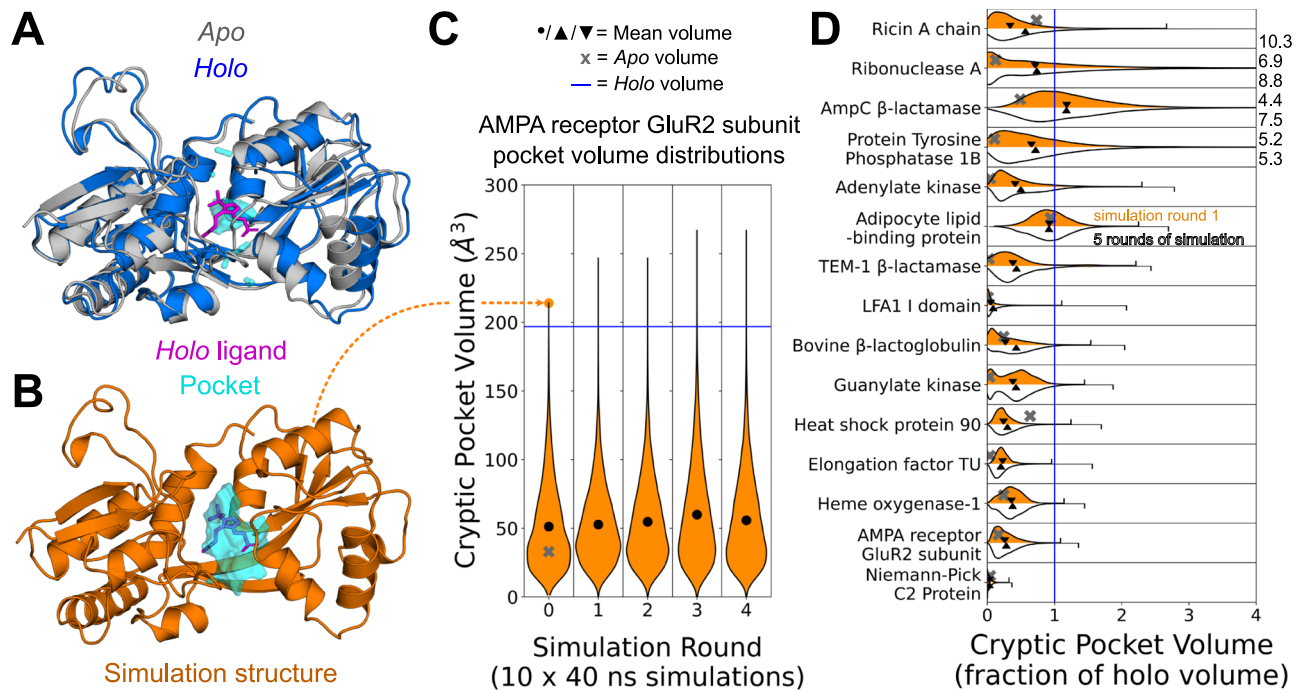 A
Apo
Holo
Holo ligand
Pocket
B
Simulation structure
C
●/▲/▼= Mean volume
✖ = Apo volume
— = Holo volume
AMPA receptor GluR2 subunit
pocket volume distributions
Cryptic Pocket Volume (Å³)
300
250
200
150
100
50
0
0 1 2 3 4
Simulation Round
(10 x 40 ns simulations)
D
Ricin A chain
10.3
Ribonuclease A
6.9
8.8
AmpC β-lactamase
4.4
7.5
Protein Tyrosine
Phosphatase 1B
5.2
5.3
Adenylate kinase
Adipocyte lipid
-binding protein
simulation round 1
5 rounds of simulation
TEM-1 β-lactamase
LFA1 I domain
Bovine β-lactoglobulin
Guanylate kinase
Heat shock protein 90
Elongation factor TU
Heme oxygenase-1
AMPA receptor
GluR2 subunit
Niemann-Pick
C2 Protein
0 1 2 3 4
Cryptic Pocket Volume
(fraction of holo volume)